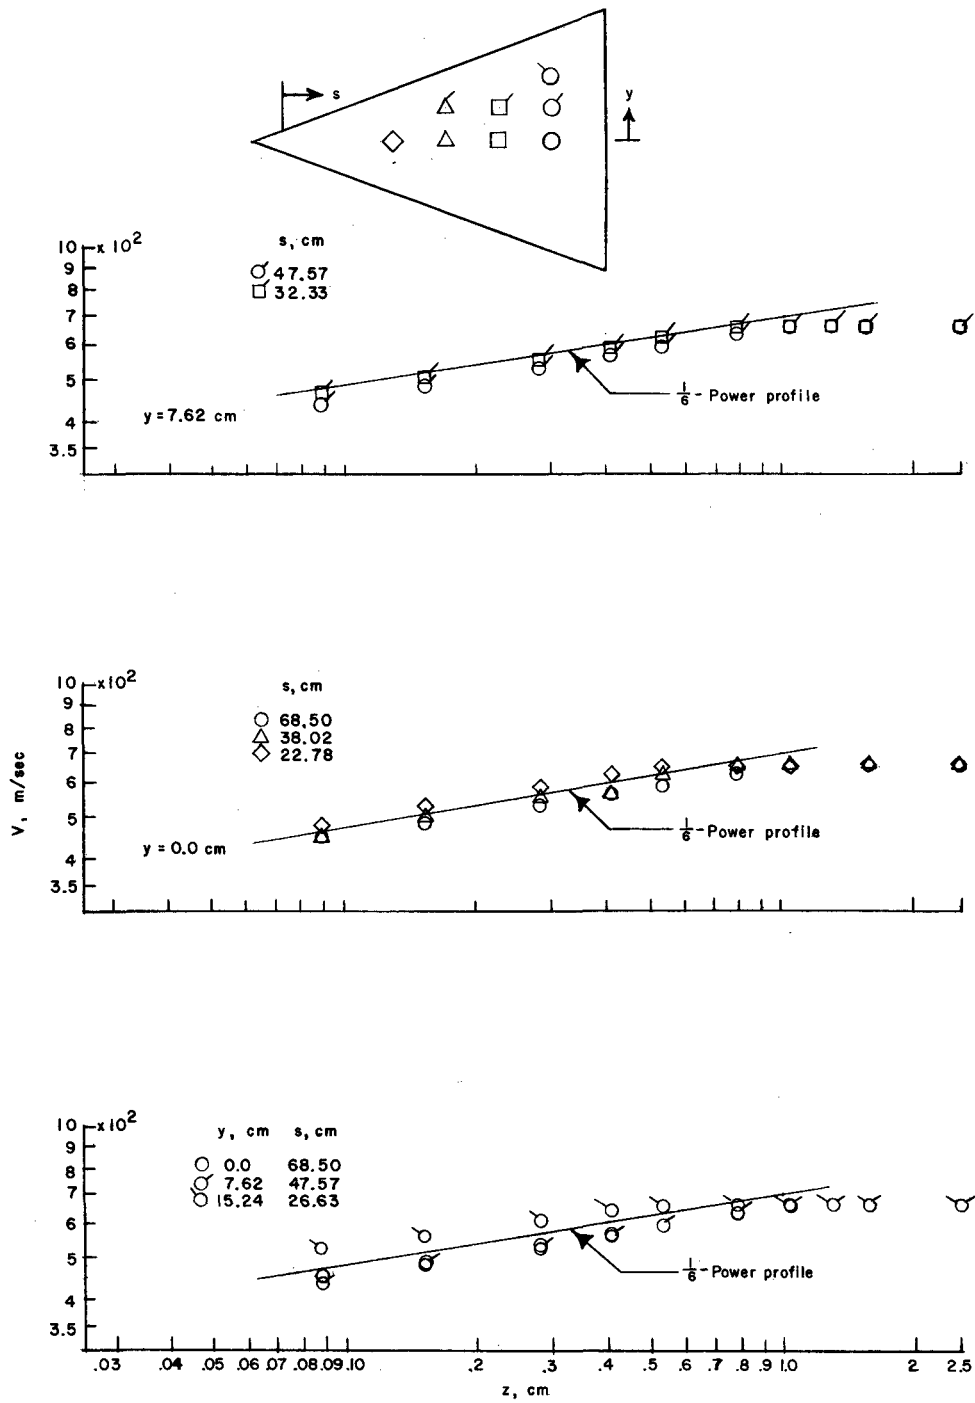 s
y
10 x 10²
9
8
7
6
5
4
3.5
s, cm
47.57
32.33
y = 7.62 cm
1/6 - Power profile
10 x10²
9
8
7
6
5
4
3.5
s, cm
68.50
38.02
22.78
V, m/sec
y = 0.0 cm
1/6 - Power profile
10 x10²
9
8
7
6
5
4
3.5
y, cm s, cm
0.0 68.50
7.62 47.57
15.24 26.63
1/6 - Power profile
.03 .04 .05 .06 .07 .08 .09 .10 .2 .3 .4 .5 .6 .7 .8 .9 1.0 2 2.5
z, cm